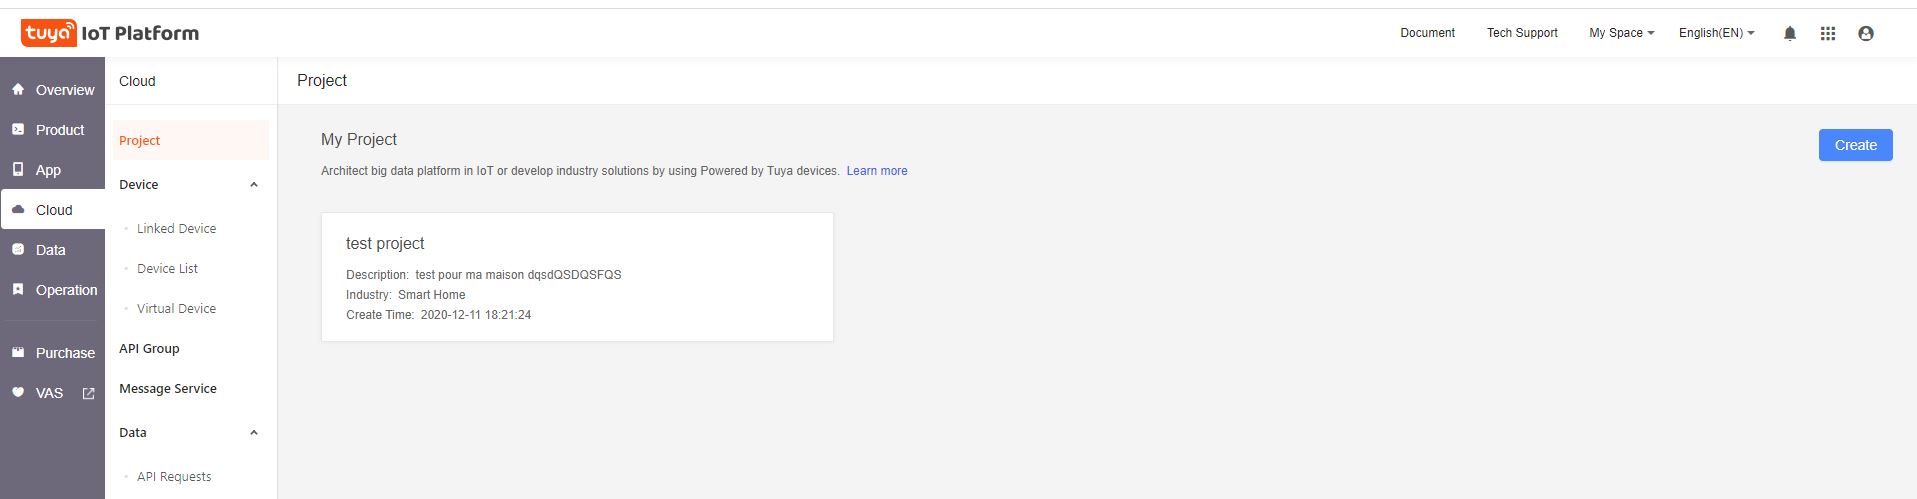 tuya IoT Platform
Document Tech Support My Space English(EN)
Overview
Product
App
Cloud
Data
Operation
Purchase
VAS
Cloud
Project
Device
Linked Device
Device List
Virtual Device
API Group
Message Service
Data
API Requests
Project
My Project
Create
Architect big data platform in IoT or develop industry solutions by using Powered by Tuya devices. Learn more
test project
Description: test pour ma maison dqsdQSDQSFQS
Industry: Smart Home
Create Time: 2020-12-11 18:21:24